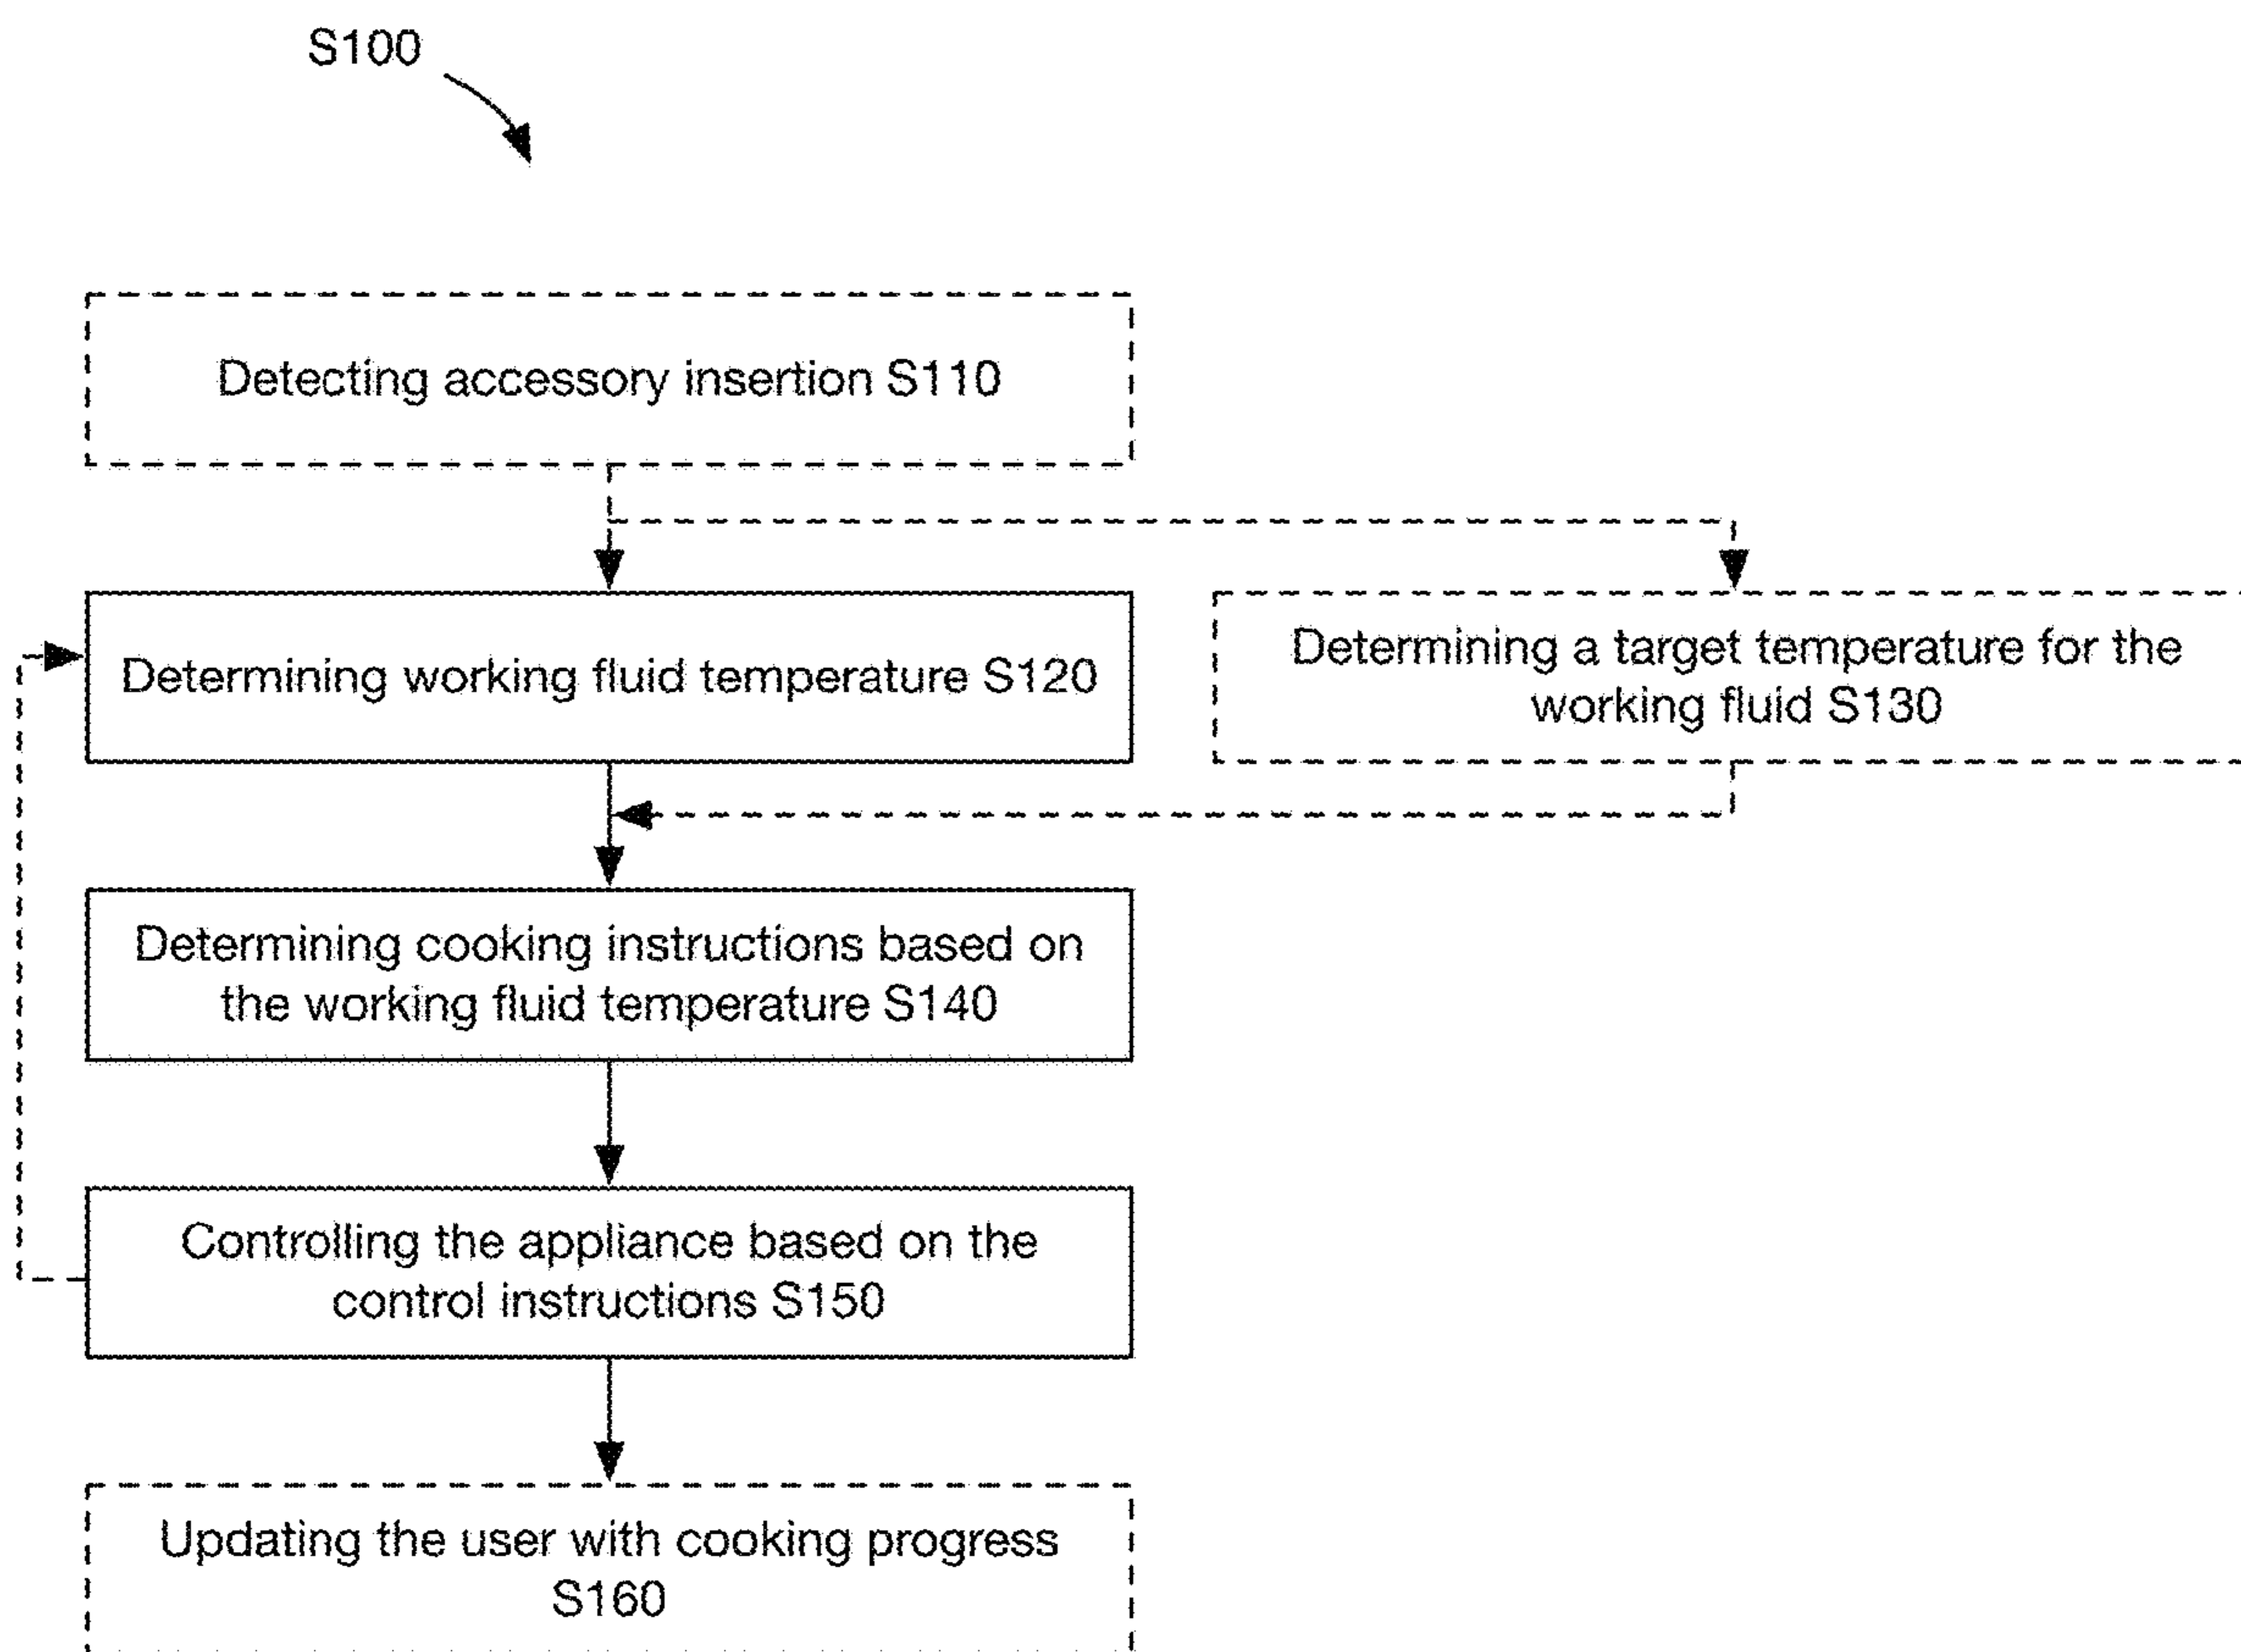 S100
Detecting accessory insertion S110
Determining working fluid temperature S120
Determining a target temperature for the
working fluid S130
Determining cooking instructions based on
the working fluid temperature S140
Controlling the appliance based on the
control instructions S150
Updating the user with cooking progress
S160